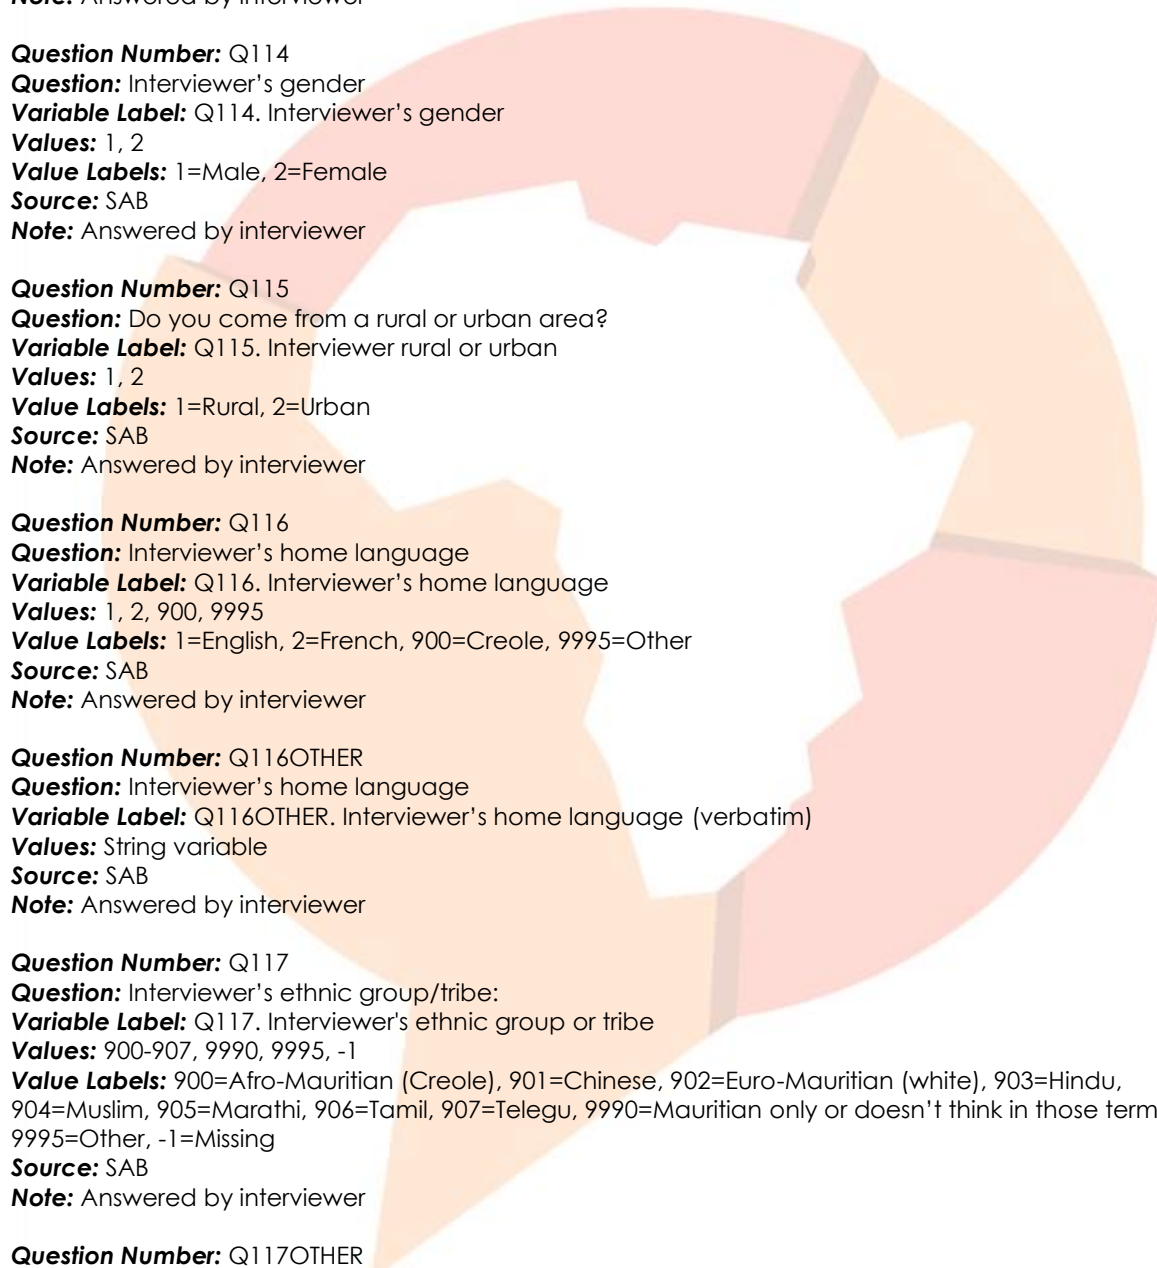 Note: Answered by interviewer
Question Number: Q114
Question: Interviewer’s gender
Variable Label: Q114. Interviewer’s gender
Values: 1, 2
Value Labels: 1=Male, 2=Female
Source: SAB
Note: Answered by interviewer
Question Number: Q115
Question: Do you come from a rural or urban area?
Variable Label: Q115. Interviewer rural or urban
Values: 1, 2
Value Labels: 1=Rural, 2=Urban
Source: SAB
Note: Answered by interviewer
Question Number: Q116
Question: Interviewer’s home language
Variable Label: Q116. Interviewer’s home language
Values: 1, 2, 900, 9995
Value Labels: 1=English, 2=French, 900=Creole, 9995=Other
Source: SAB
Note: Answered by interviewer
Question Number: Q116OTHER
Question: Interviewer’s home language
Variable Label: Q116OTHER. Interviewer’s home language (verbatim)
Values: String variable
Source: SAB
Note: Answered by interviewer
Question Number: Q117
Question: Interviewer’s ethnic group/tribe:
Variable Label: Q117. Interviewer's ethnic group or tribe
Values: 900-907, 9990, 9995, -1
Value Labels: 900=Afro-Mauritian (Creole), 901=Chinese, 902=Euro-Mauritian (white), 903=Hindu,
904=Muslim, 905=Marathi, 906=Tamil, 907=Telegu, 9990=Mauritian only or doesn’t think in those term
9995=Other, -1=Missing
Source: SAB
Note: Answered by interviewer
Question Number: Q117OTHER